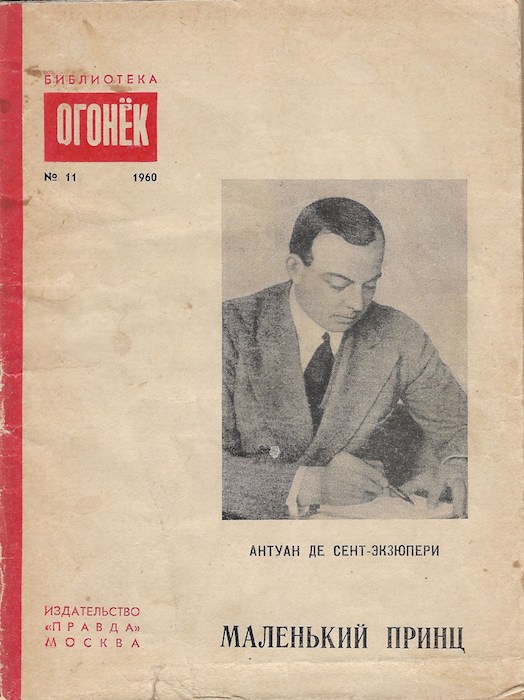 БИБЛИОТЕКА
ОГОНЁК
№ 11 1960
АНТУАН ДЕ СЕНТ-ЭКЗЮПЕРИ
ИЗДАТЕЛЬСТВО
«ПРАВДА»
МОСКВА
МАЛЕНЬКИЙ ПРИНЦ